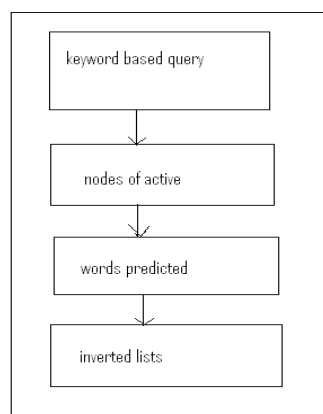 keyword based query
nodes of active
words predicted
inverted lists